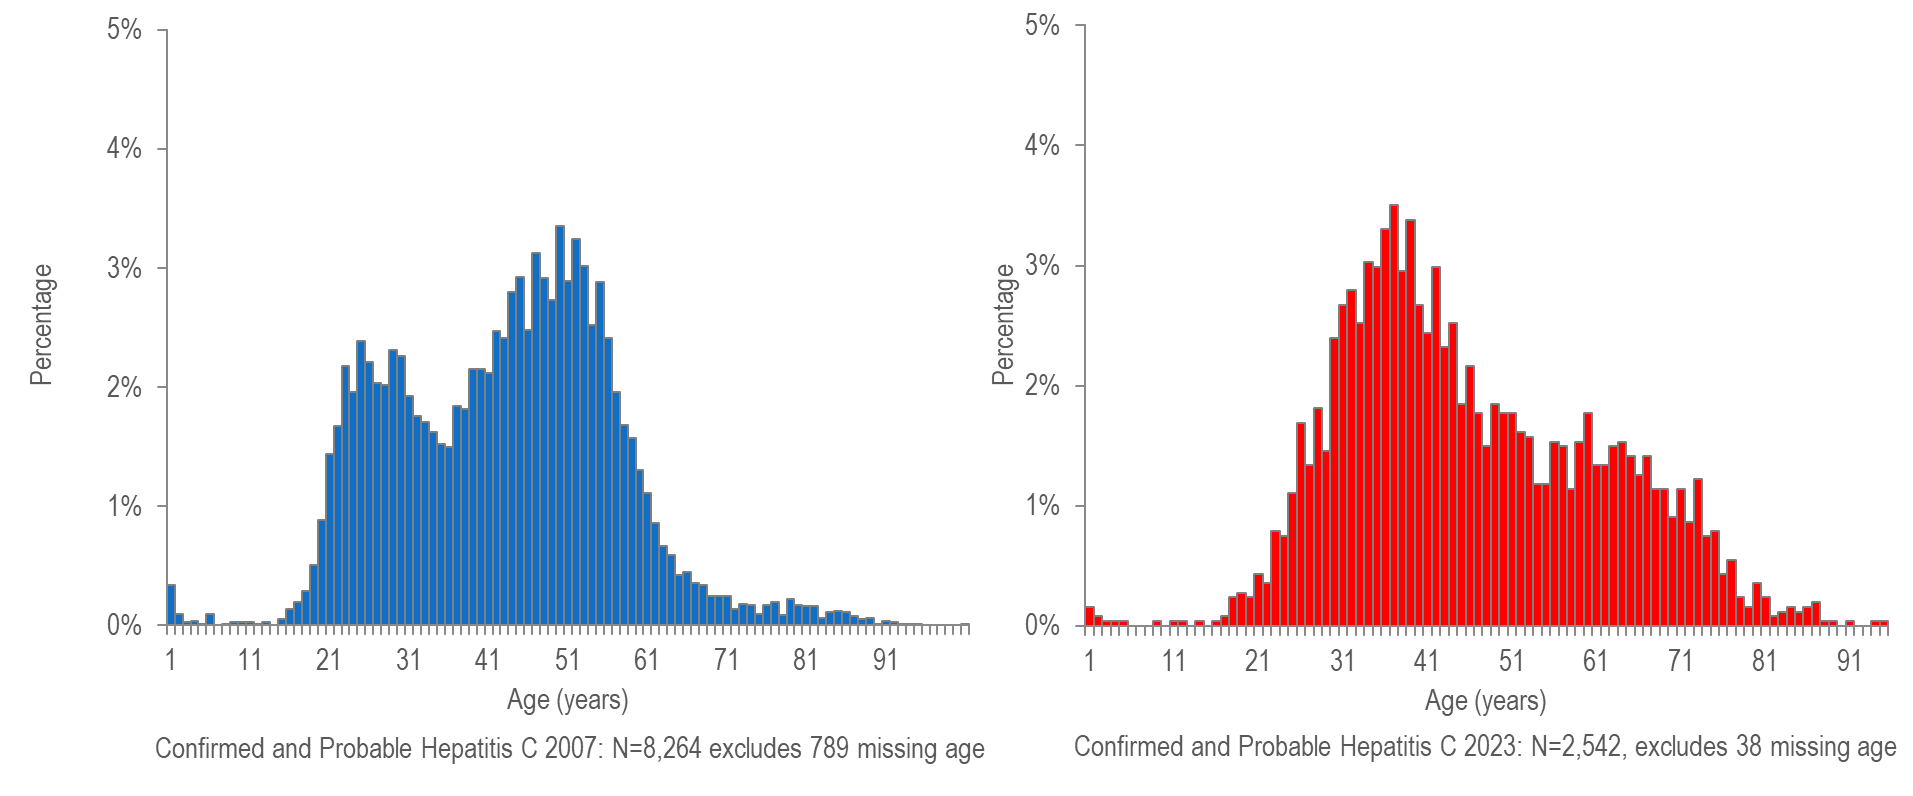 5%
4%
3%
2%
1%
0%
Percentage
1 11 21 31 41 51 61 71 81 91
Age (years)
Confirmed and Probable Hepatitis C 2007: N=8,264 excludes 789 missing age
5%
4%
3%
2%
1%
0%
Percentage
1 11 21 31 41 51 61 71 81 91
Age (years)
Confirmed and Probable Hepatitis C 2023: N=2,542, excludes 38 missing age